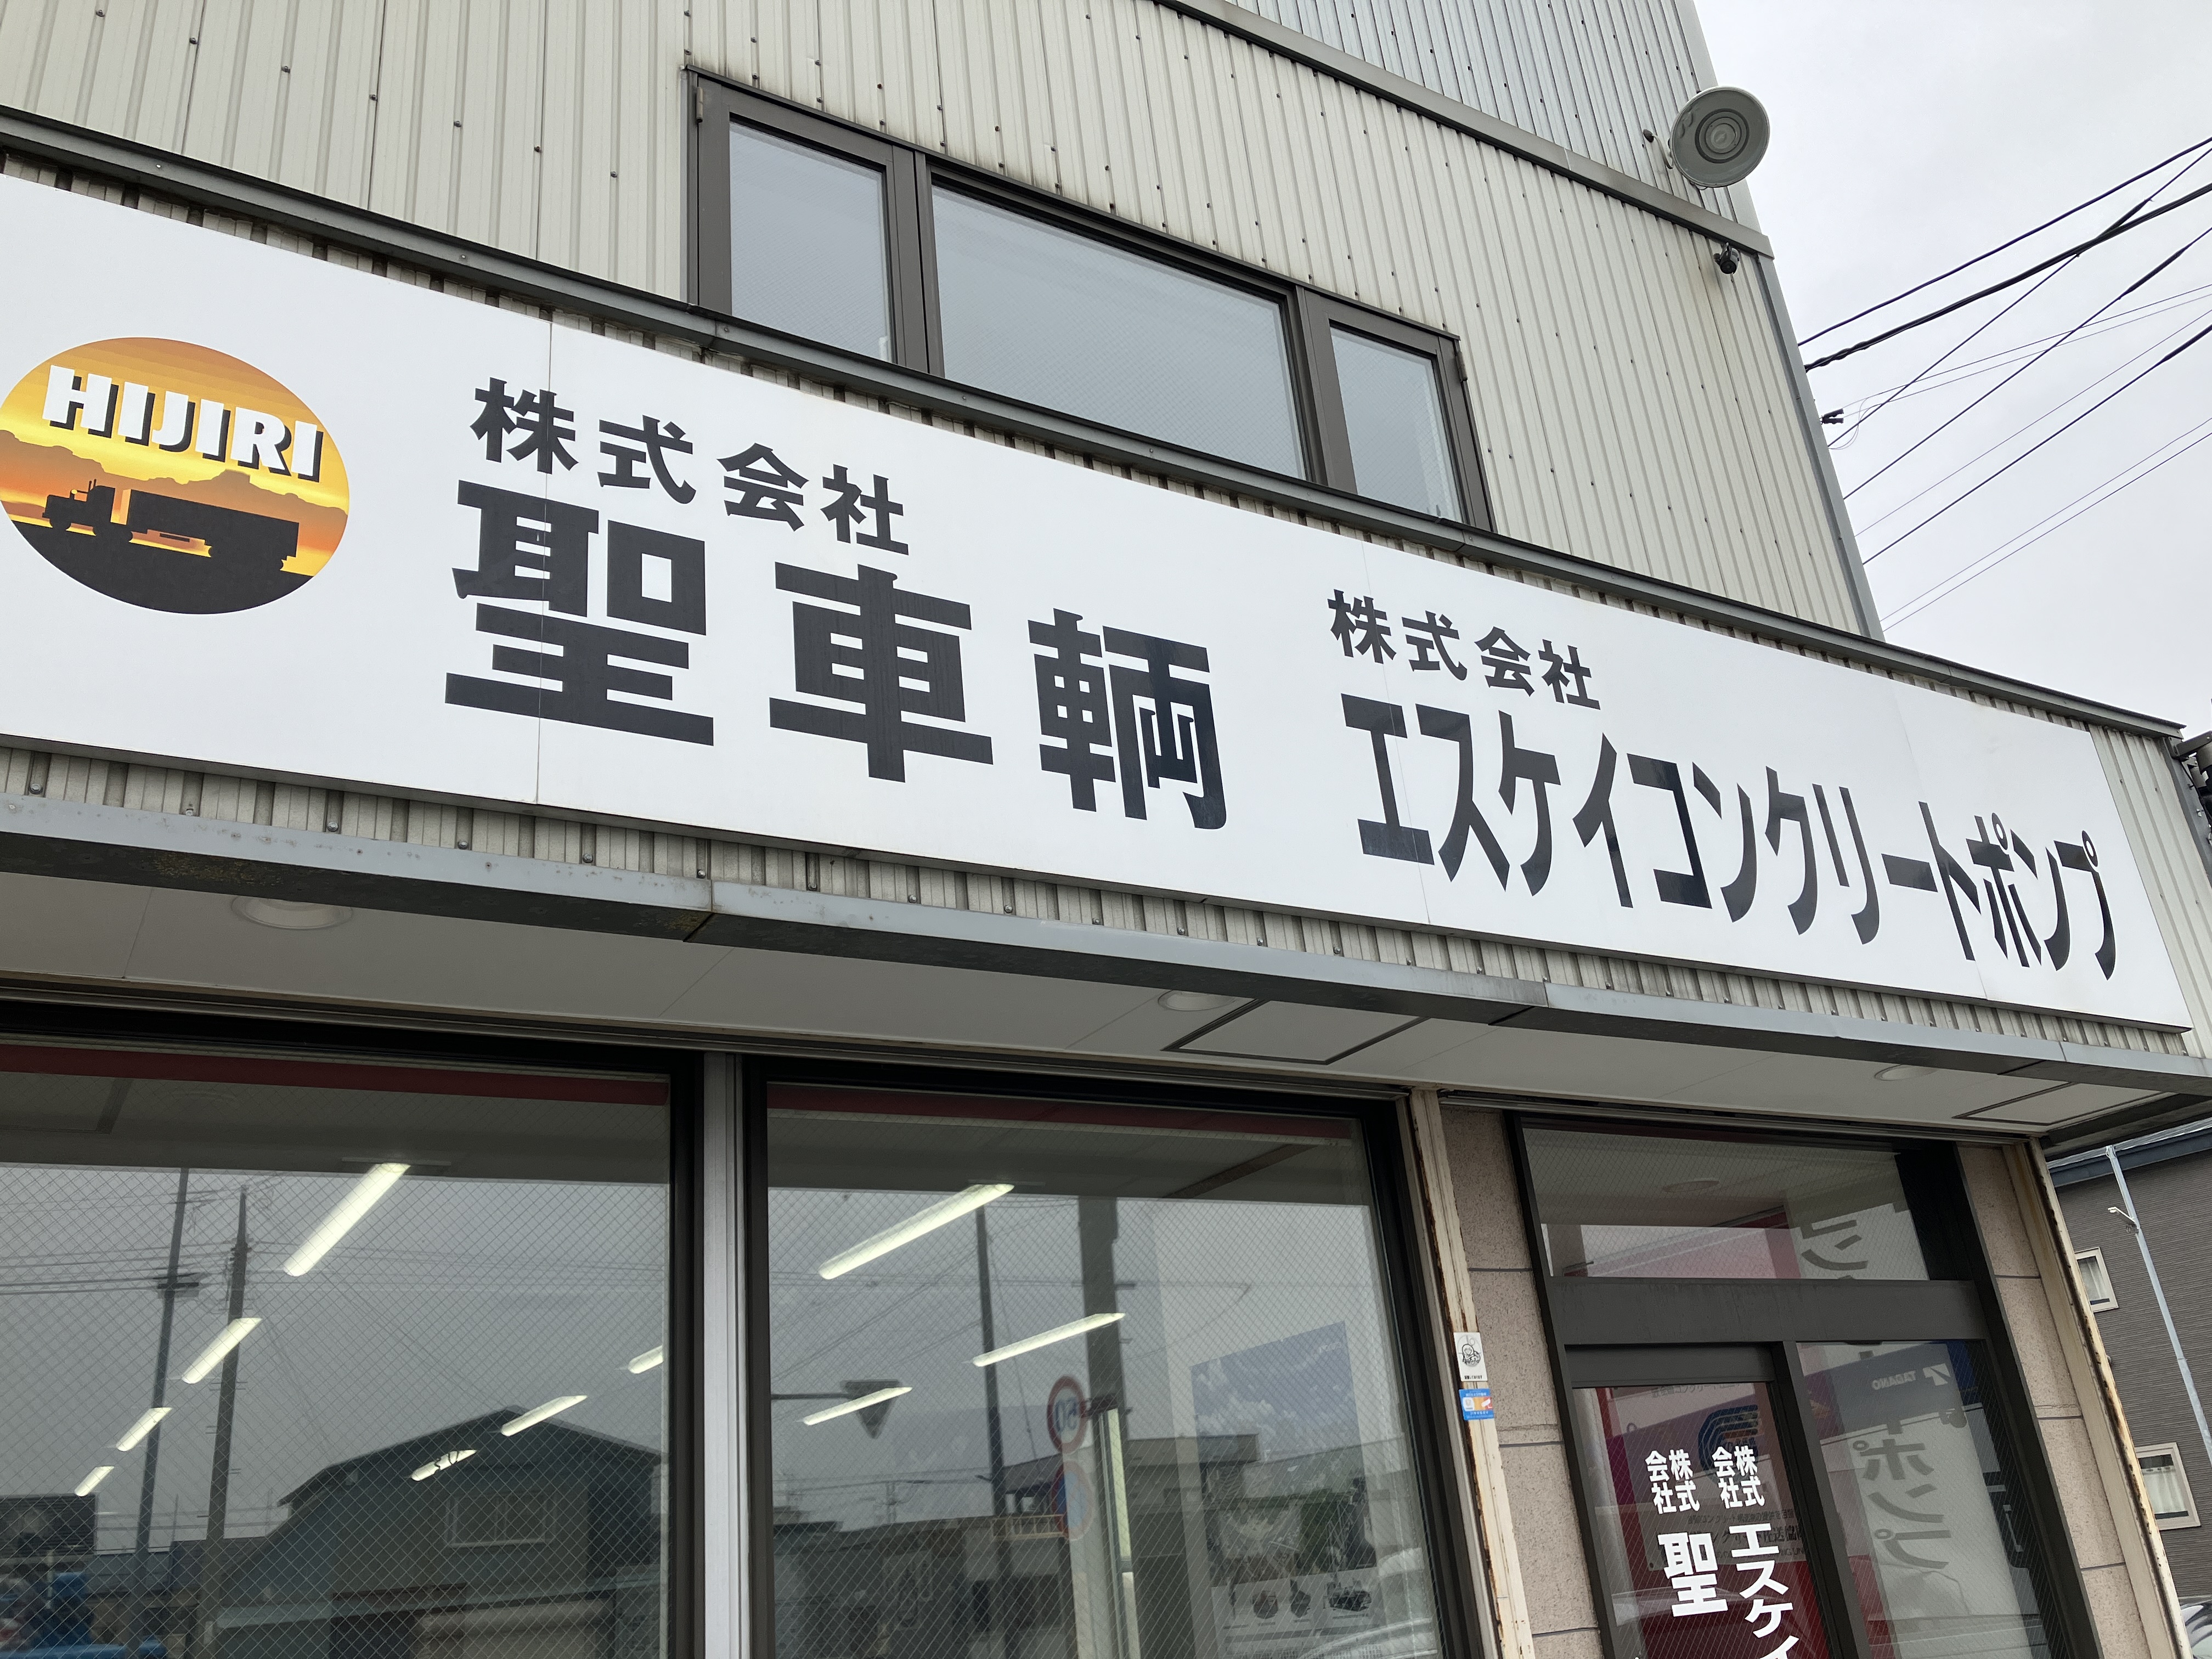 HIJIRI
株式会社
聖車輌
株式会社
エスケイコンクリートポンプ
株式会社
エスケイ
株式会社
聖
TADANO
50